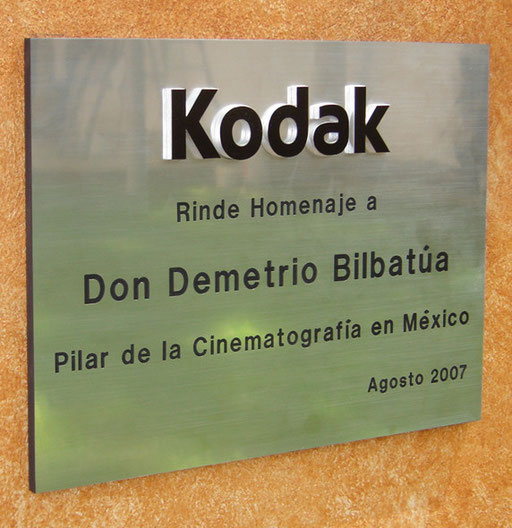 Kodak
Rinde Homenaje a
Don Demetrio Bilbatúa
Pilar de la Cinematografía en México
Agosto 2007